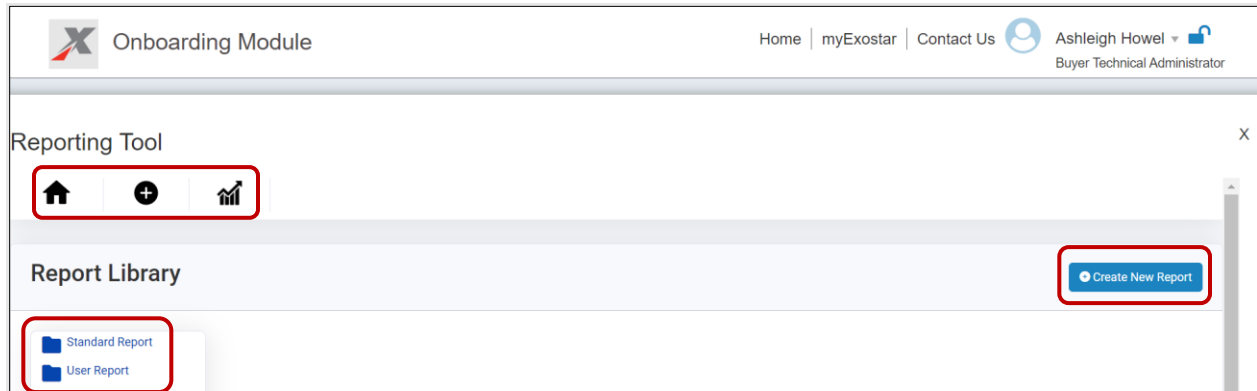 Onboarding Module
Home | myExostar | Contact Us
Ashleigh Howel
Buyer Technical Administrator
Reporting Tool
X
Report Library
Create New Report
Standard Report
User Report